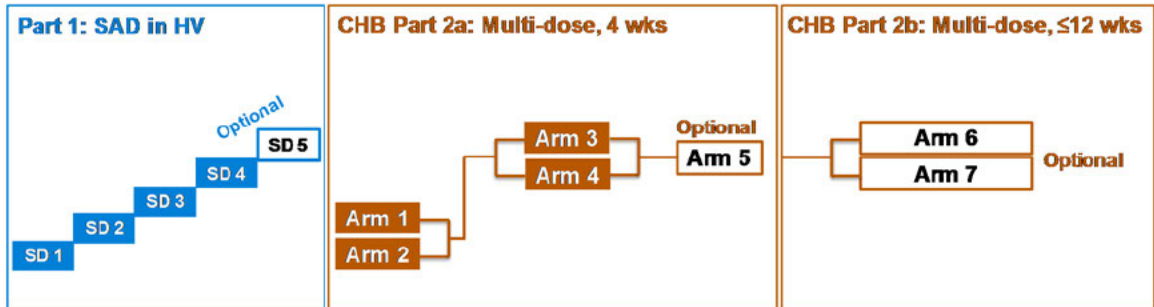 Part 1: SAD in HV
Optional
SD 5
SD 4
SD 3
SD 2
SD 1
CHB Part 2a: Multi-dose, 4 wks
Arm 1
Arm 2
Arm 3
Arm 4
Optional
Arm 5
CHB Part 2b: Multi-dose, ≤12 wks
Arm 6
Arm 7
Optional